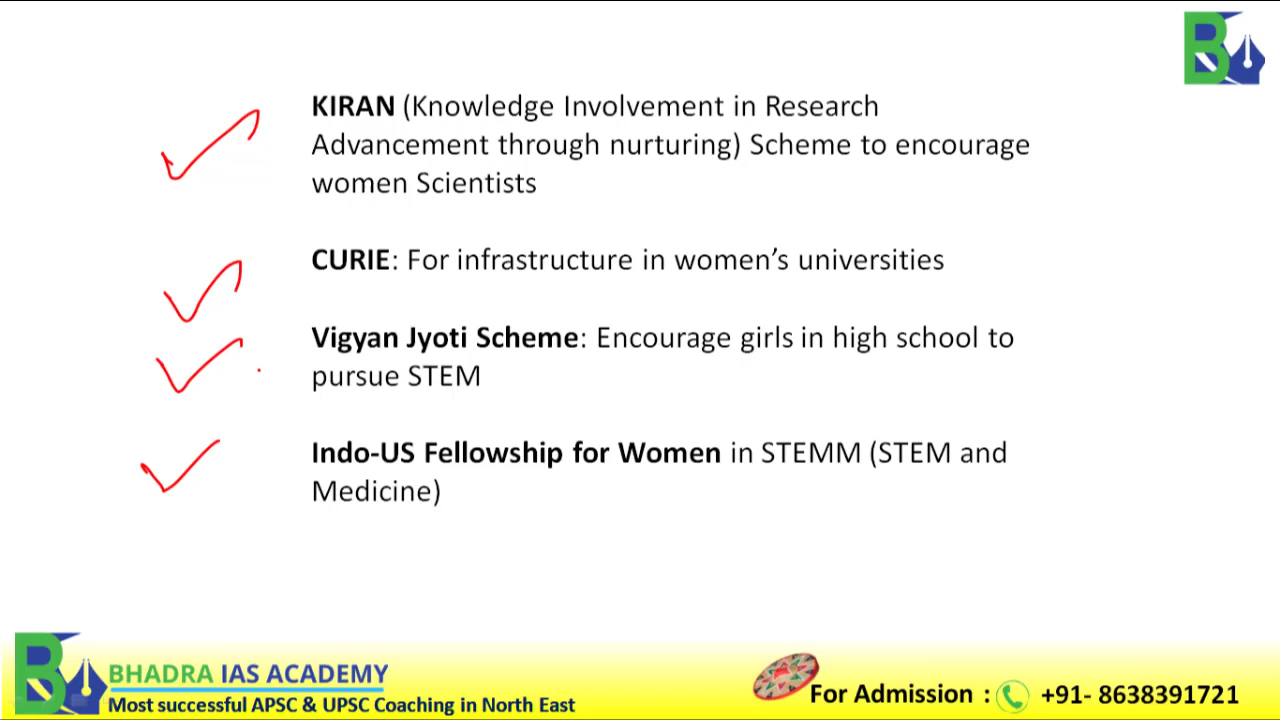 KIRAN (Knowledge Involvement in Research
Advancement through nurturing) Scheme to encourage
women Scientists
CURIE: For infrastructure in women’s universities
Vigyan Jyoti Scheme: Encourage girls in high school to
pursue STEM
Indo-US Fellowship for Women in STEMM (STEM and
Medicine)
BHADRA IAS ACADEMY
Most successful APSC & UPSC Coaching in North East
For Admission : +91- 8638391721